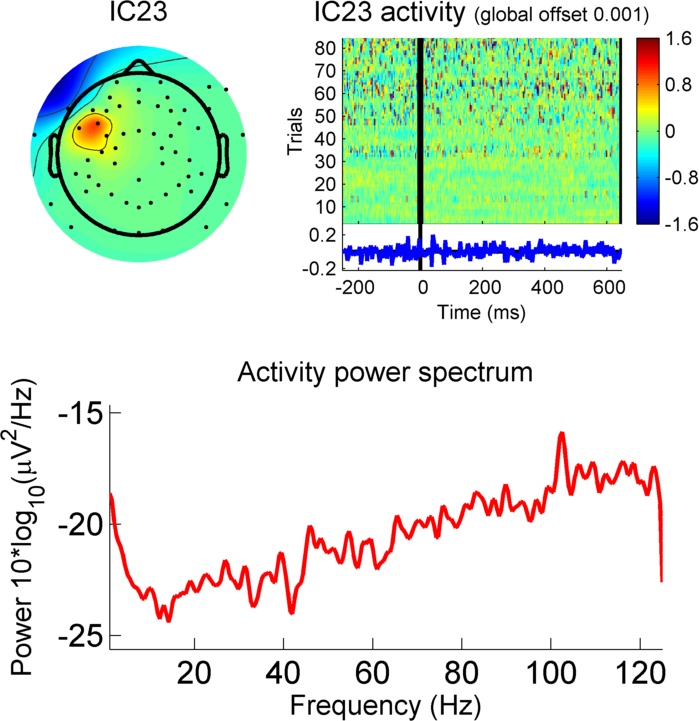 IC23
IC23 activity (global offset 0.001)
Trials
80
70
60
50
40
30
20
10
1.6
0.8
0
-0.8
-1.6
0.2
-0.2
-200 0 200 400 600
Time (ms)
Activity power spectrum
Power 10*log10(μV2/Hz)
-15
-20
-25
20 40 60 80 100 120
Frequency (Hz)